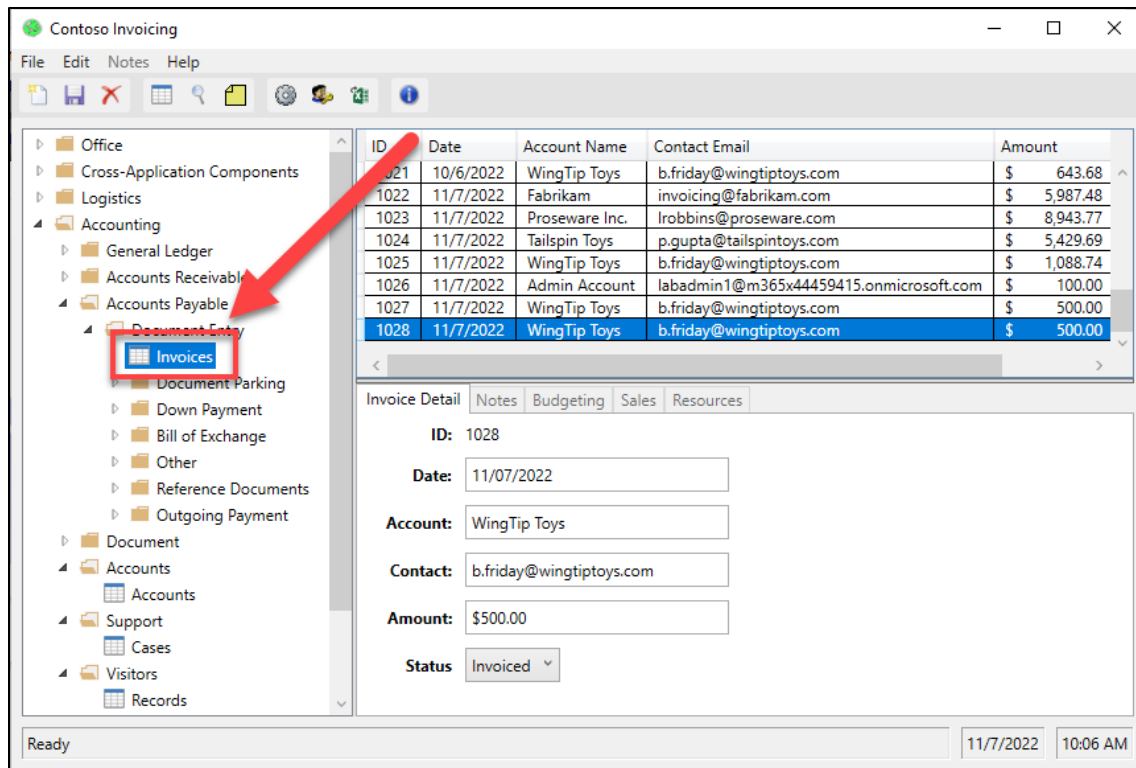 Contoso Invoicing
File Edit Notes Help
Office
Cross-Application Components
Logistics
Accounting
General Ledger
Accounts Receivable
Accounts Payable
Document Entry
Invoices
Document Parking
Down Payment
Bill of Exchange
Other
Reference Documents
Outgoing Payment
Document
Accounts
Accounts
Support
Cases
Visitors
Records
ID Date Account Name Contact Email Amount
1021 10/6/2022 WingTip Toys b.friday@wingtiptoys.com $ 643.68
1022 11/7/2022 Fabrikam invoicing@fabrikam.com $ 5,987.48
1023 11/7/2022 Proseware Inc. lrobbins@proseware.com $ 8,943.77
1024 11/7/2022 Tailspin Toys p.gupta@tailspintoys.com $ 5,429.69
1025 11/7/2022 WingTip Toys b.friday@wingtiptoys.com $ 1,088.74
1026 11/7/2022 Admin Account labadmin1@m365x44459415.onmicrosoft.com $ 100.00
1027 11/7/2022 WingTip Toys b.friday@wingtiptoys.com $ 500.00
1028 11/7/2022 WingTip Toys b.friday@wingtiptoys.com $ 500.00
Invoice Detail Notes Budgeting Sales Resources
ID: 1028
Date: 11/07/2022
Account: WingTip Toys
Contact: b.friday@wingtiptoys.com
Amount: $500.00
Status Invoiced
Ready 11/7/2022 10:06 AM